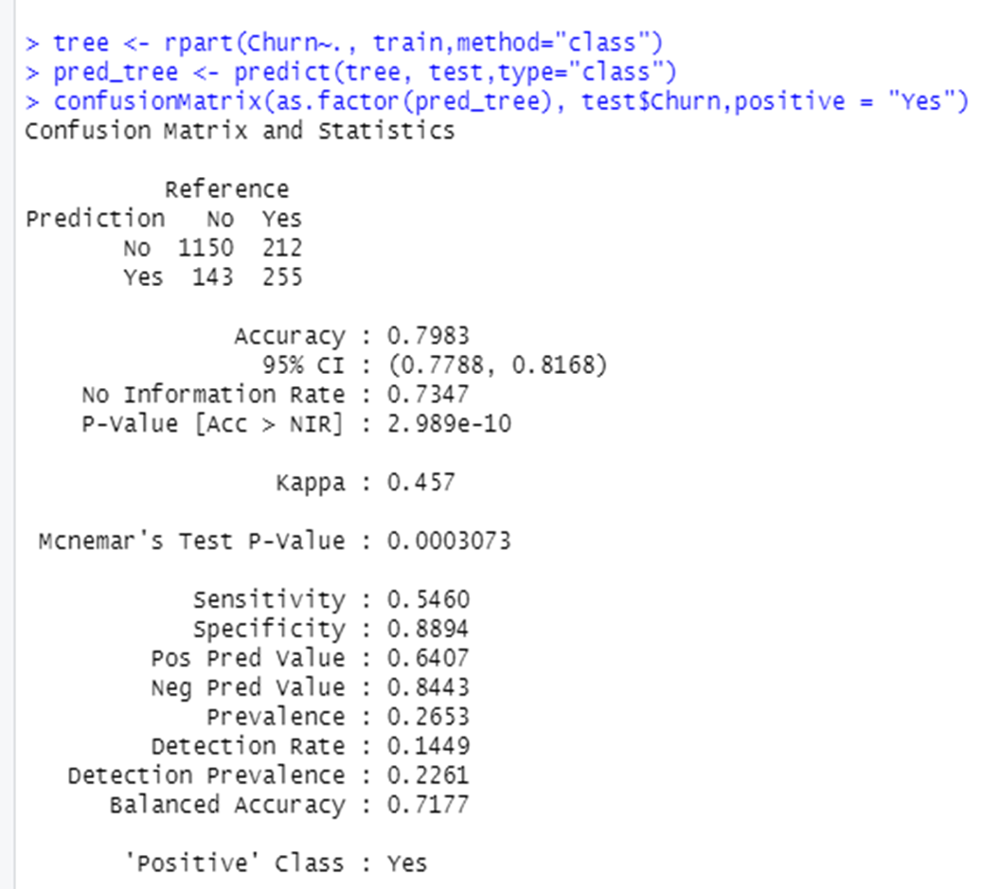 > tree <- rpart(Churn~., train,method="class")
> pred_tree <- predict(tree, test,type="class")
> confusionMatrix(as.factor(pred_tree), test$Churn,positive = "Yes")
Confusion Matrix and Statistics
Reference
Prediction No Yes
No 1150 212
Yes 143 255
Accuracy : 0.7983
95% CI : (0.7788, 0.8168)
No Information Rate : 0.7347
P-Value [Acc > NIR] : 2.989e-10
Kappa : 0.457
Mcnemar's Test P-Value : 0.0003073
Sensitivity : 0.5460
Specificity : 0.8894
Pos Pred Value : 0.6407
Neg Pred Value : 0.8443
Prevalence : 0.2653
Detection Rate : 0.1449
Detection Prevalence : 0.2261
Balanced Accuracy : 0.7177
'Positive' Class : Yes